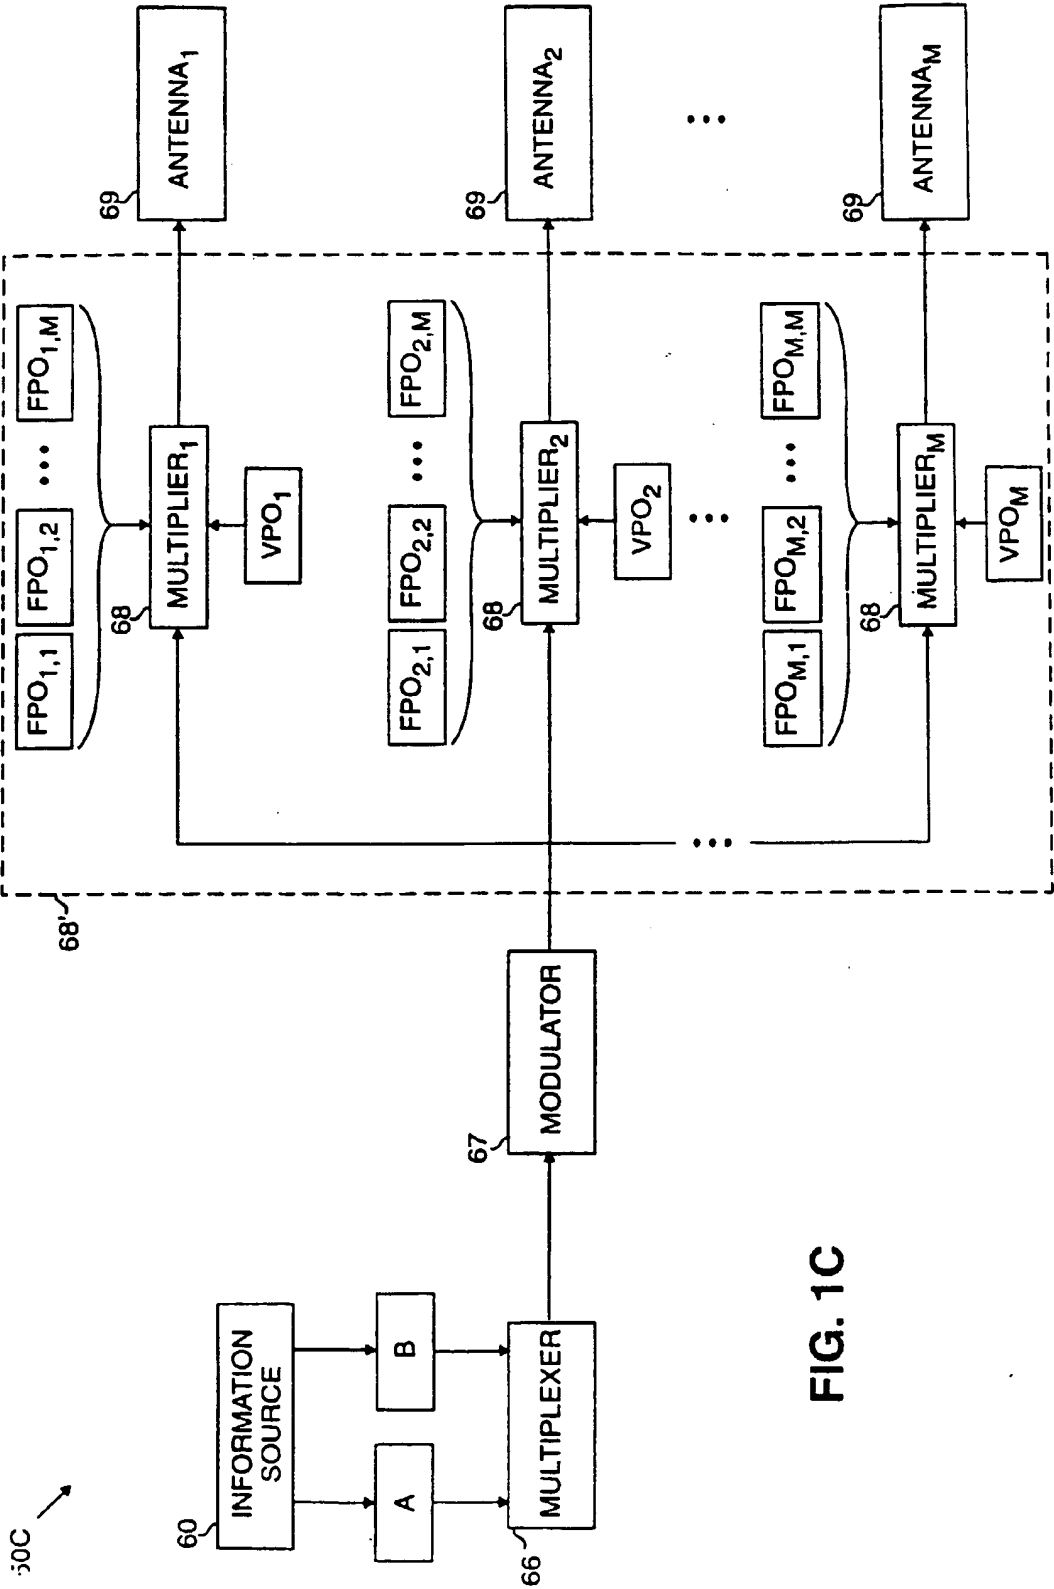 50C
60
INFORMATION
SOURCE
A
B
66
MULTIPLEXER
67
MODULATOR
68'
FPO1,1
FPO1,2
...
FPO1,M
68
MULTIPLIER1
VPO1
69
ANTENNA1
FPO2,1
FPO2,2
...
FPO2,M
68
MULTIPLIER2
VPO2
69
ANTENNA2
...
...
...
FPOM,1
FPOM,2
...
FPOM,M
68
MULTIPLIERM
VPOM
69
ANTENNAM
FIG. 1C